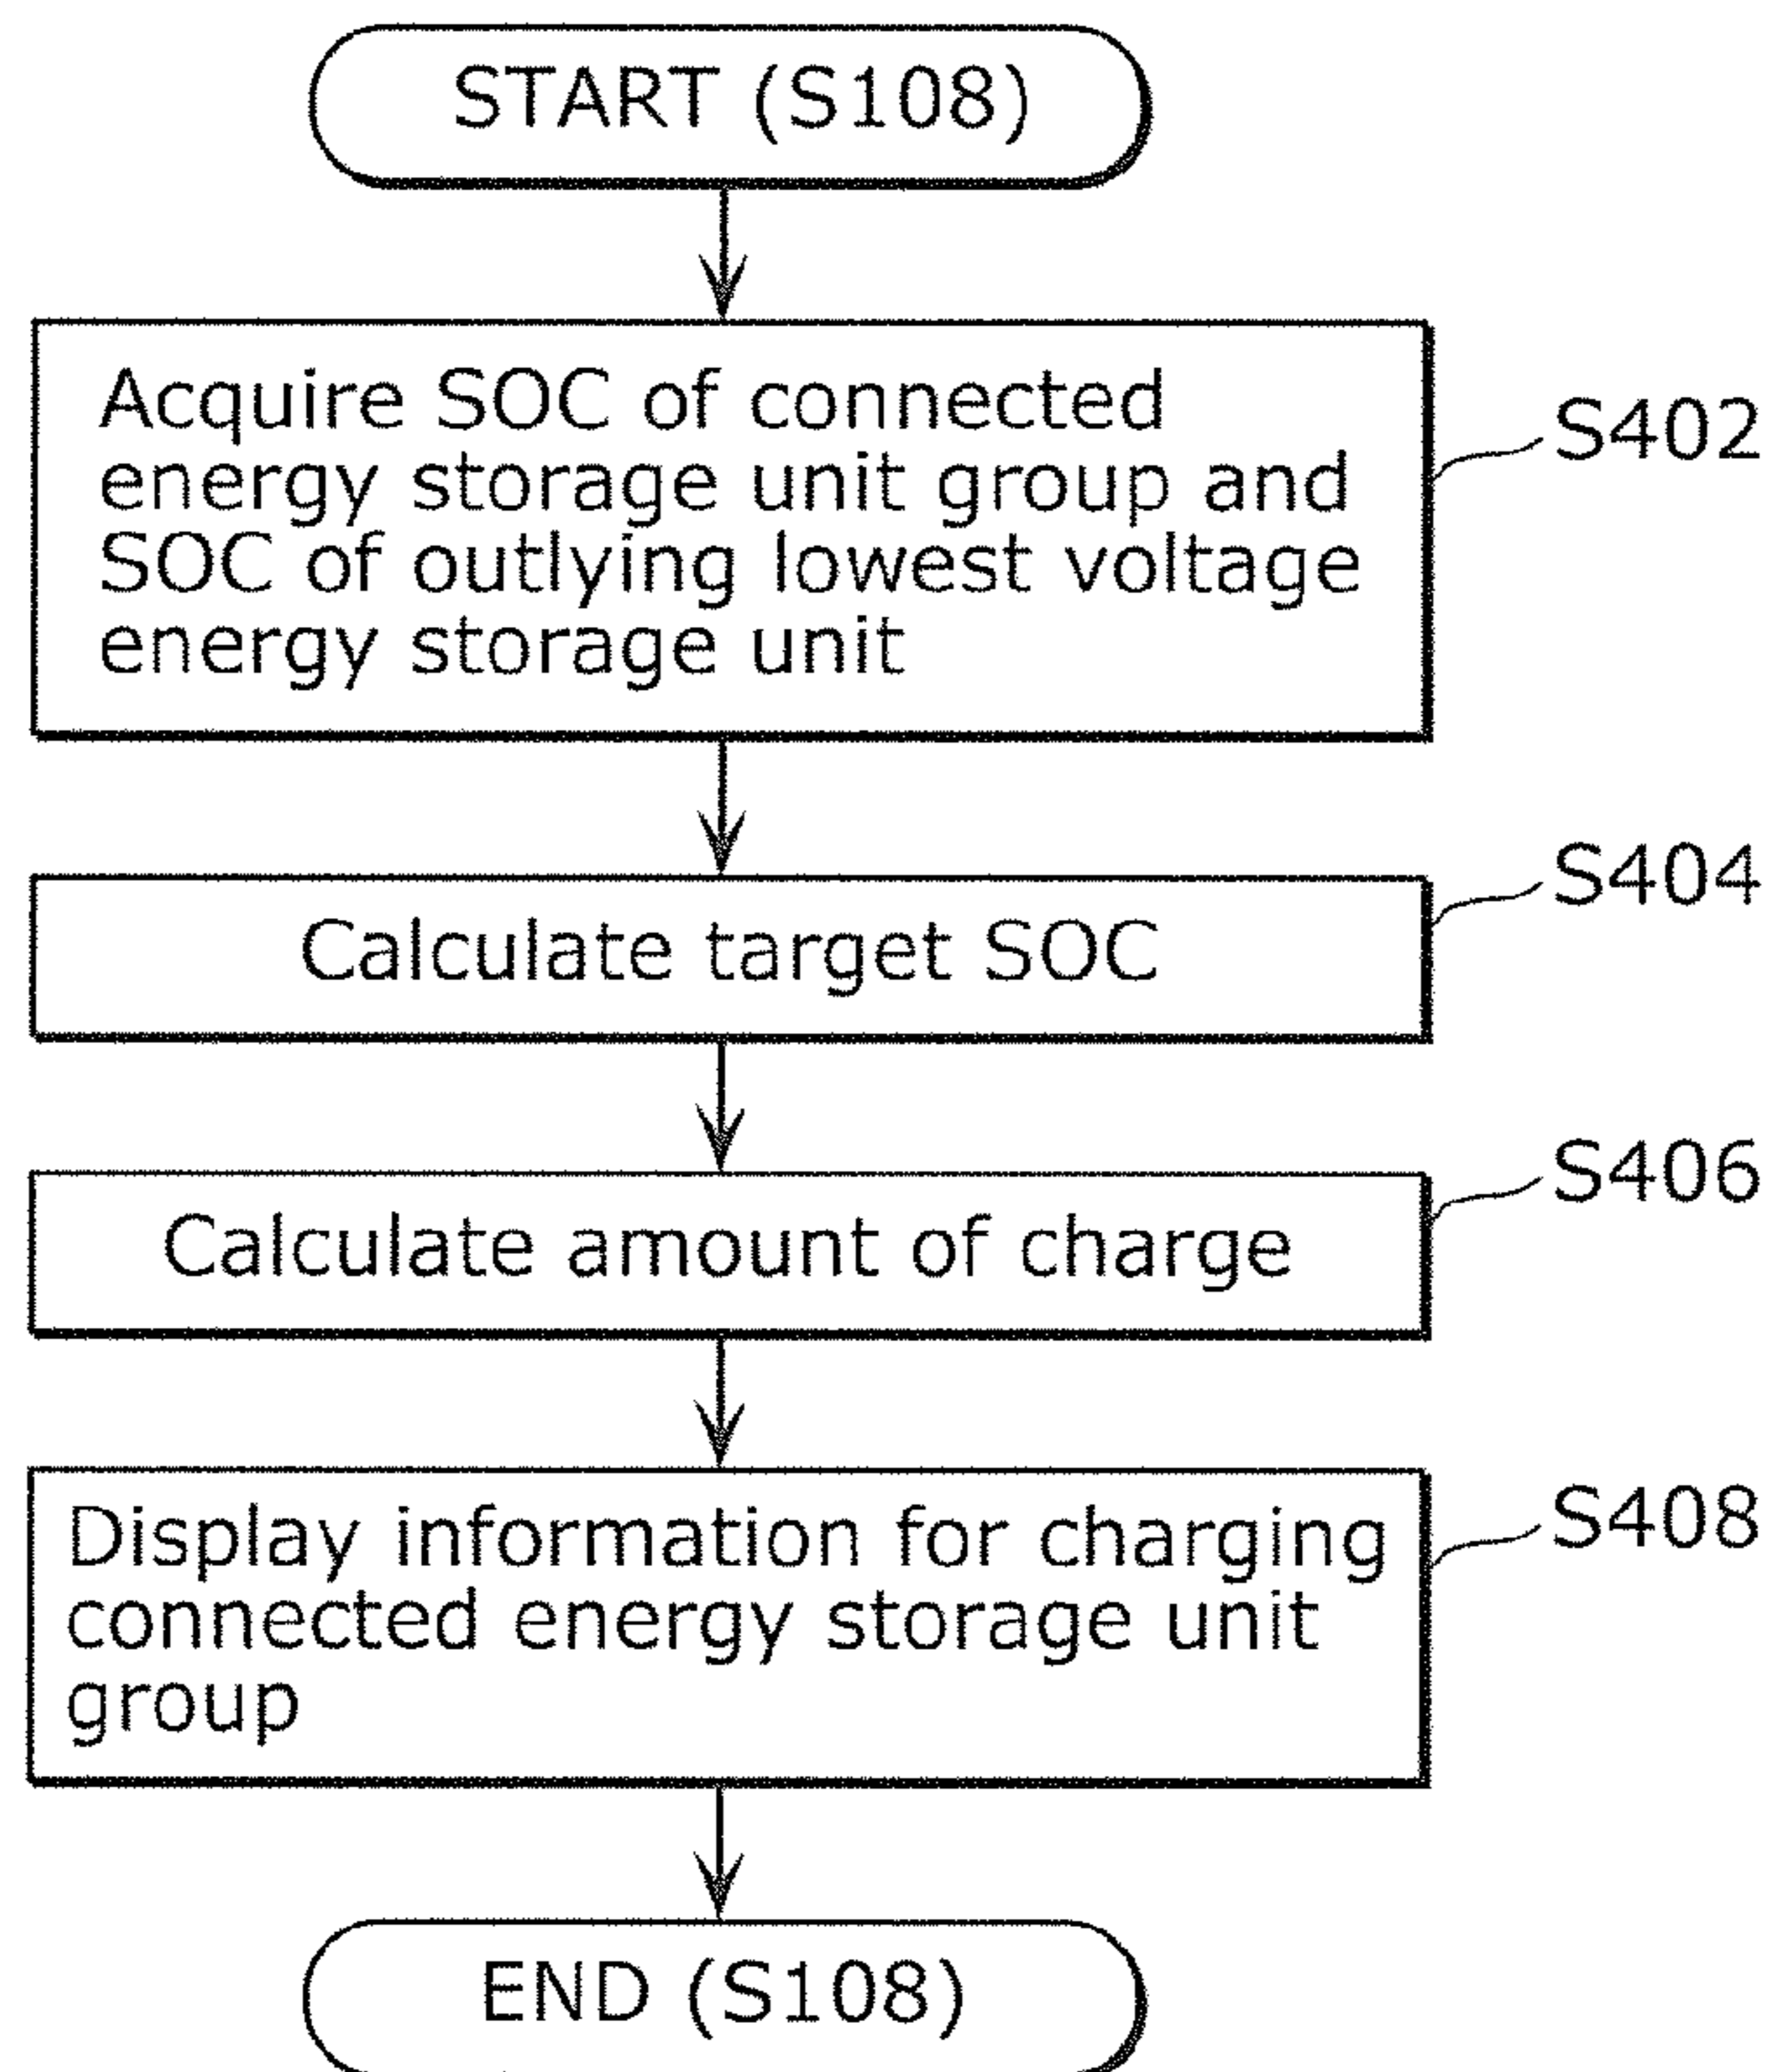 START (S108)
Acquire SOC of connected
energy storage unit group and
SOC of outlying lowest voltage
energy storage unit
S402
Calculate target SOC
S404
Calculate amount of charge
S406
Display information for charging
connected energy storage unit
group
S408
END (S108)